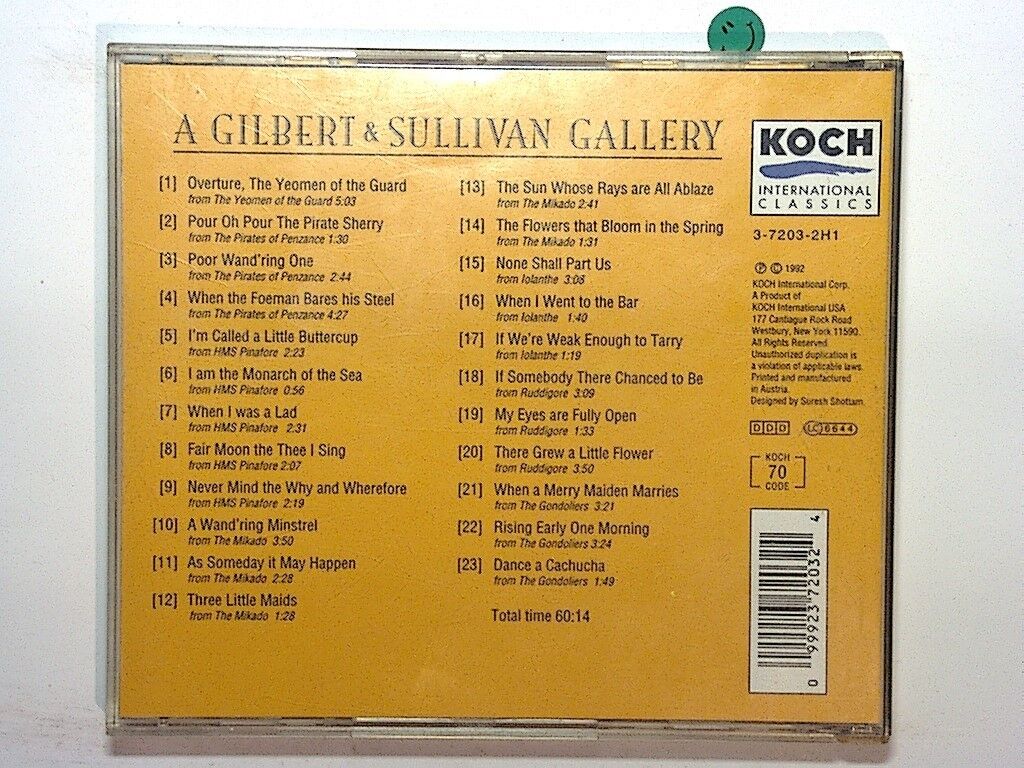 A GILBERT & SULLIVAN GALLERY
[1] Overture, The Yeomen of the Guard
from The Yeomen of the Guard 5:03
[2] Pour Oh Pour The Pirate Sherry
from The Pirates of Penzance 1:30
[3] Poor Wand'ring One
from The Pirates of Penzance 2:44
[4] When the Foeman Bares his Steel
from The Pirates of Penzance 4:27
[5] I'm Called a Little Buttercup
from HMS Pinafore 2:23
[6] I am the Monarch of the Sea
from HMS Pinafore 0:56
[7] When I was a Lad
from HMS Pinafore 2:31
[8] Fair Moon the Thee I Sing
from HMS Pinafore 2:07
[9] Never Mind the Why and Wherefore
from HMS Pinafore 2:19
[10] A Wand'ring Minstrel
from The Mikado 3:50
[11] As Someday it May Happen
from The Mikado 2:28
[12] Three Little Maids
from The Mikado 1:28
[13] The Sun Whose Rays are All Ablaze
from The Mikado 2:41
[14] The Flowers that Bloom in the Spring
from The Mikado 1:31
[15] None Shall Part Us
from Iolanthe 3:08
[16] When I Went to the Bar
from Iolanthe 1:40
[17] If We're Weak Enough to Tarry
from Iolanthe 1:19
[18] If Somebody There Chanced to Be
from Ruddigore 3:09
[19] My Eyes are Fully Open
from Ruddigore 1:33
[20] There Grew a Little Flower
from Ruddigore 3:50
[21] When a Merry Maiden Marries
from The Gondoliers 3:21
[22] Rising Early One Morning
from The Gondoliers 3:24
[23] Dance a Cachucha
from The Gondoliers 1:49
Total time 60:14
KOCH
INTERNATIONAL
CLASSICS
3-7203-2H1
℗ © 1992
KOCH International Corp.
A Product of
KOCH International USA
177 Cantiague Rock Road
Westbury, New York 11590.
All Rights Reserved
Unauthorized duplication is
a violation of applicable laws.
Printed and manufactured
in Austria.
Designed by Suresh Shottam.
DDD LC 6644
KOCH
70
CODE
0 99923 72032 4